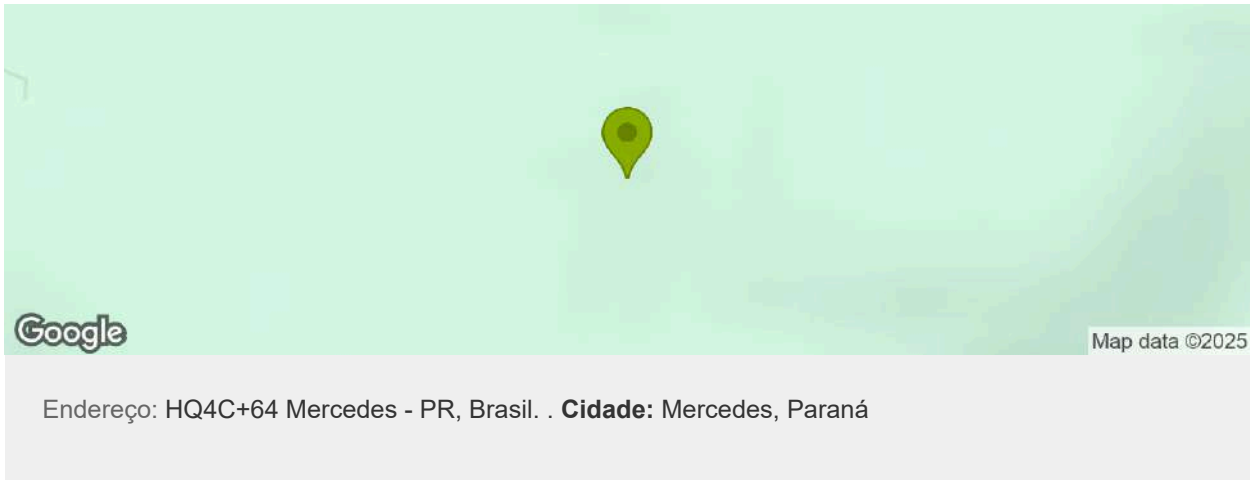 Google
Map data ©2025
Endereço: HQ4C+64 Mercedes - PR, Brasil. . Cidade: Mercedes, Paraná